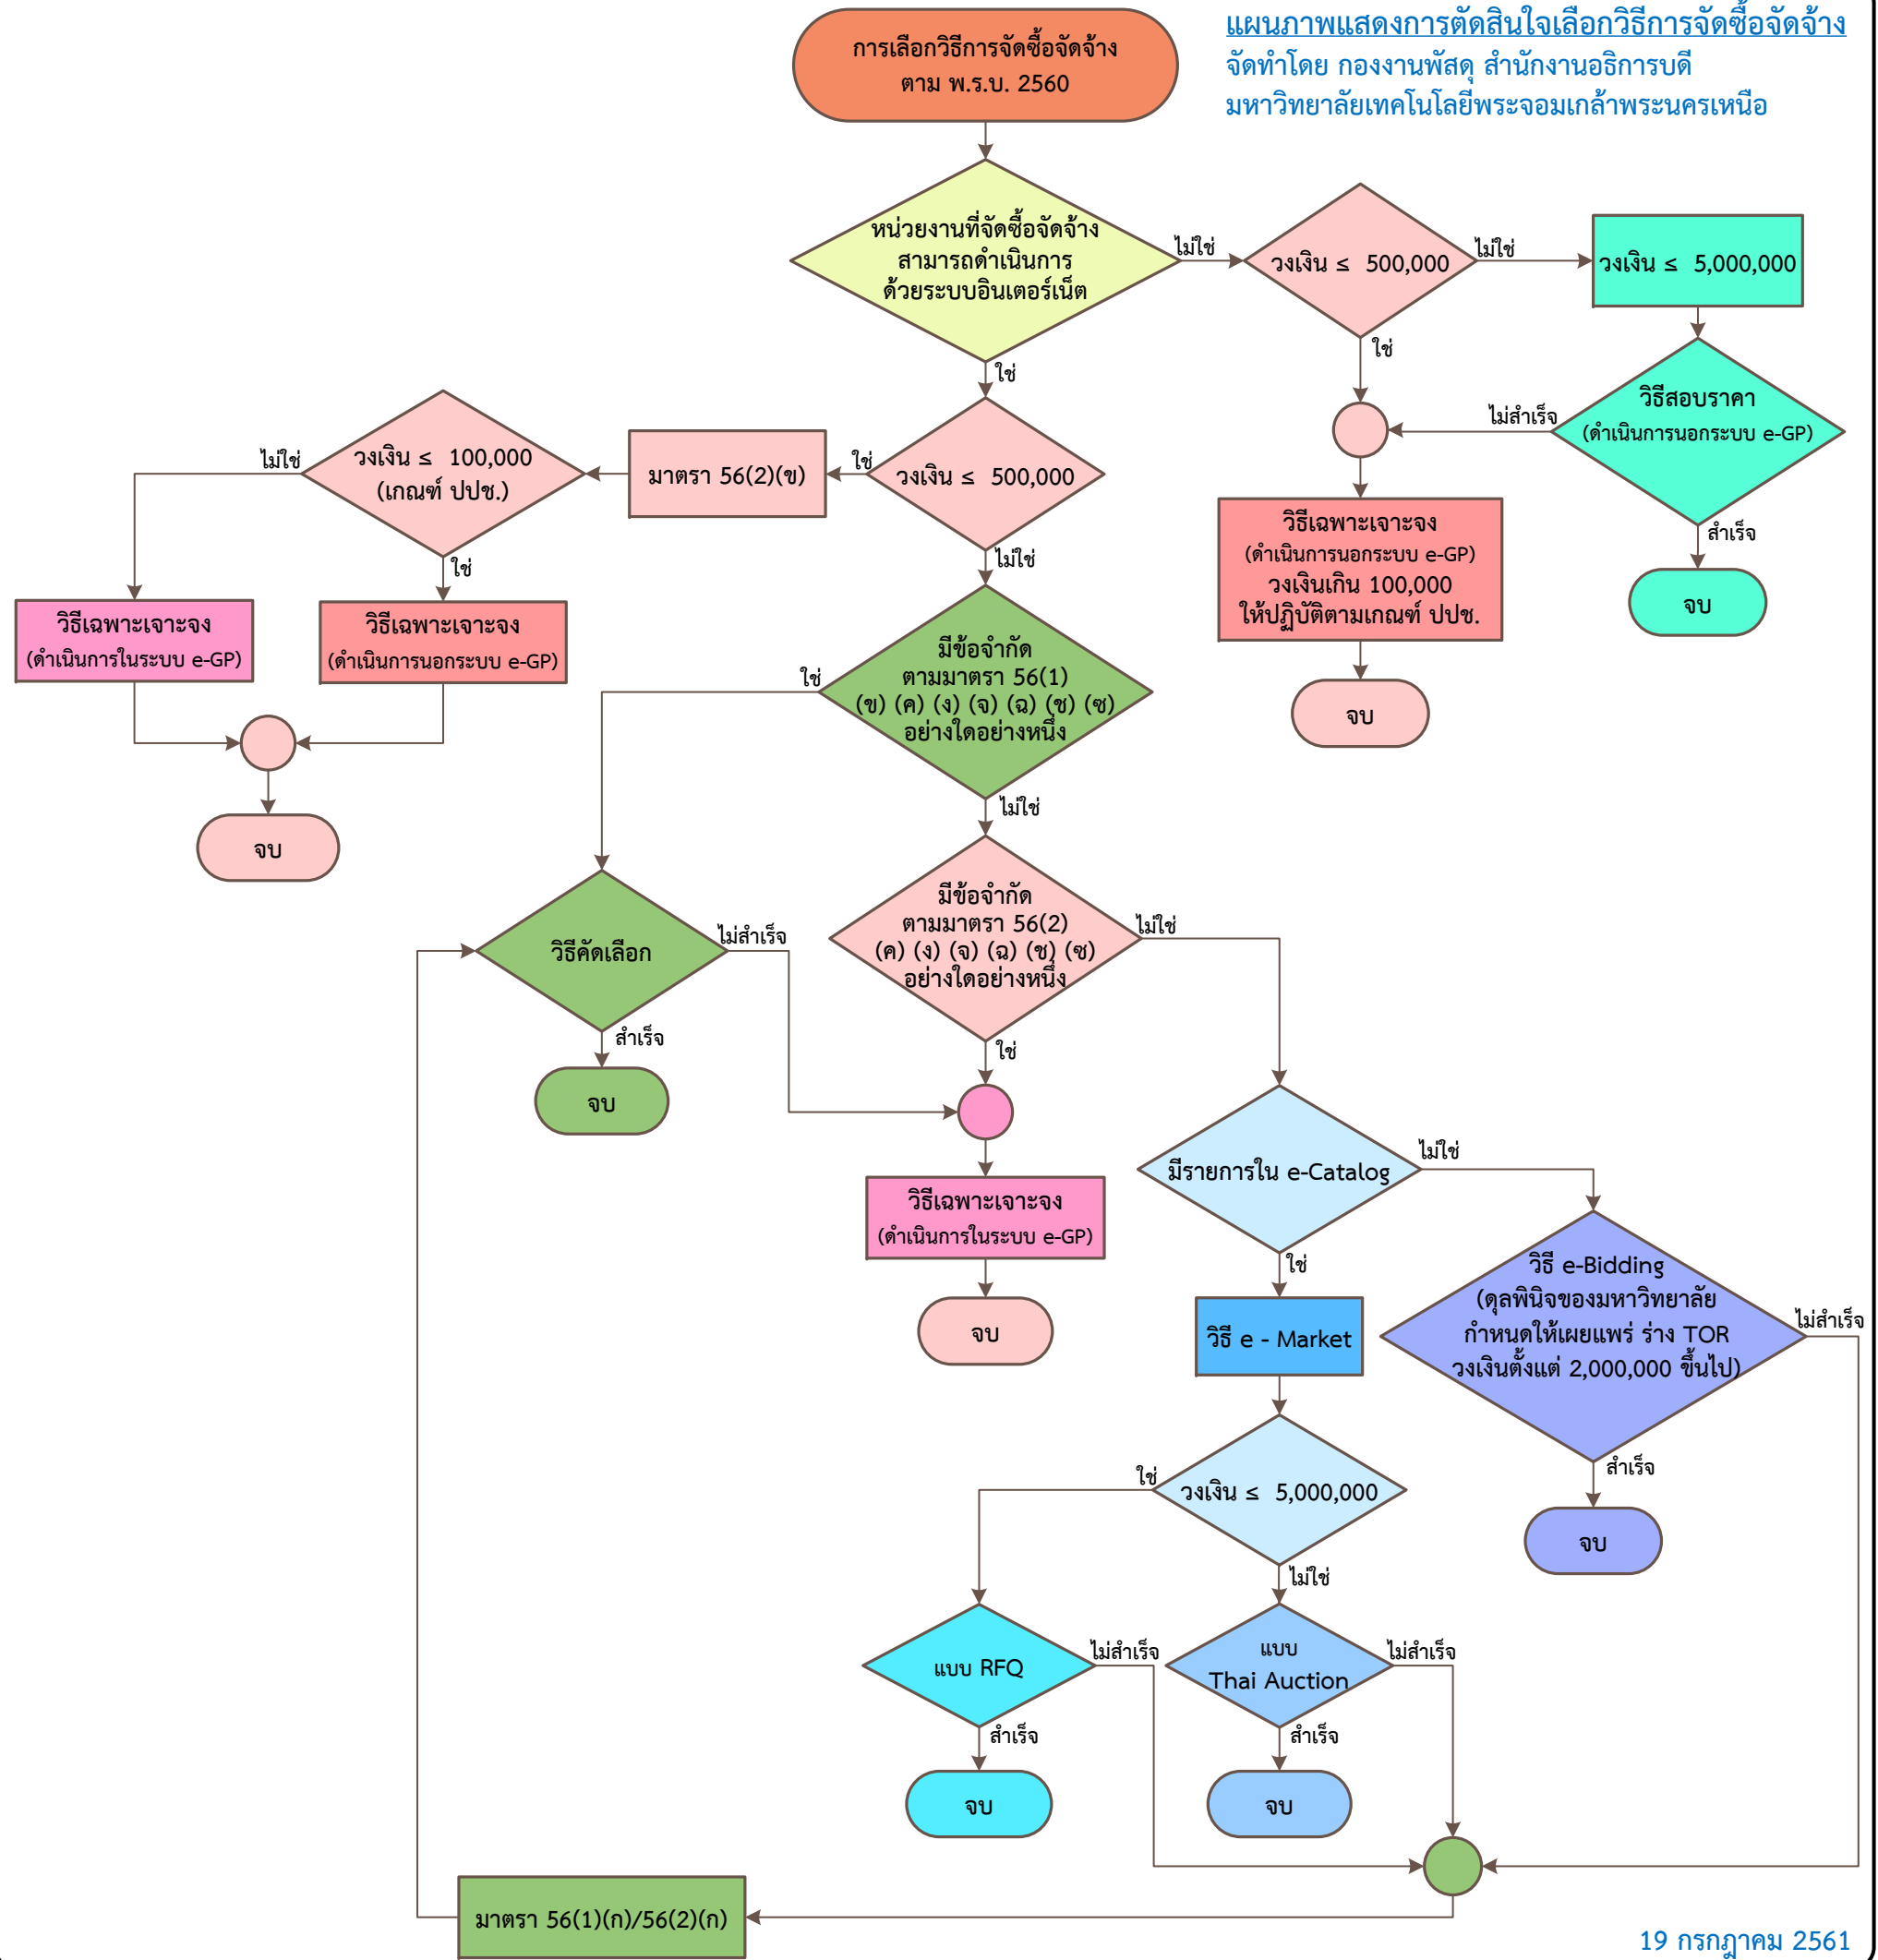 แผนภาพแสดงการตัดสินใจเลือกวิธีการจัดซื้อจัดจ้าง
จัดทำโดย กองงานพัสดุ สำนักงานอธิการบดี
มหาวิทยาลัยเทคโนโลยีพระจอมเกล้าพระนครเหนือ
การเลือกวิธีการจัดซื้อจัดจ้าง
ตาม พ.ร.บ. 2560
หน่วยงานที่จัดซื้อจัดจ้าง
สามารถดำเนินการ
ด้วยระบบอินเตอร์เน็ต
ไม่ใช่
วงเงิน ≤ 500,000
ไม่ใช่
วงเงิน ≤ 5,000,000
ใช่
ใช่
วิธีสอบราคา
(ดำเนินการนอกระบบ e-GP)
ไม่สำเร็จ
สำเร็จ
จบ
วิธีเฉพาะเจาะจง
(ดำเนินการนอกระบบ e-GP)
วงเงินเกิน 100,000
ให้ปฏิบัติตามเกณฑ์ ปปช.
จบ
วงเงิน ≤ 500,000
ใช่
มาตรา 56(2)(ข)
วงเงิน ≤ 100,000
(เกณฑ์ ปปช.)
ไม่ใช่
ใช่
วิธีเฉพาะเจาะจง
(ดำเนินการในระบบ e-GP)
วิธีเฉพาะเจาะจง
(ดำเนินการนอกระบบ e-GP)
จบ
ไม่ใช่
มีข้อจำกัด
ตามมาตรา 56(1)
(ข) (ค) (ง) (จ) (ฉ) (ช) (ซ)
อย่างใดอย่างหนึ่ง
ใช่
ไม่ใช่
วิธีคัดเลือก
ไม่สำเร็จ
สำเร็จ
จบ
มีข้อจำกัด
ตามมาตรา 56(2)
(ค) (ง) (จ) (ฉ) (ช) (ซ)
อย่างใดอย่างหนึ่ง
ไม่ใช่
ใช่
วิธีเฉพาะเจาะจง
(ดำเนินการในระบบ e-GP)
จบ
มีรายการใน e-Catalog
ไม่ใช่
ใช่
วิธี e - Market
วิธี e-Bidding
(ดุลพินิจของมหาวิทยาลัย
กำหนดให้เผยแพร่ ร่าง TOR
วงเงินตั้งแต่ 2,000,000 ขึ้นไป)
ไม่สำเร็จ
สำเร็จ
จบ
วงเงิน ≤ 5,000,000
ใช่
ไม่ใช่
แบบ RFQ
ไม่สำเร็จ
สำเร็จ
จบ
แบบ
Thai Auction
ไม่สำเร็จ
สำเร็จ
จบ
มาตรา 56(1)(ก)/56(2)(ก)
19 กรกฎาคม 2561